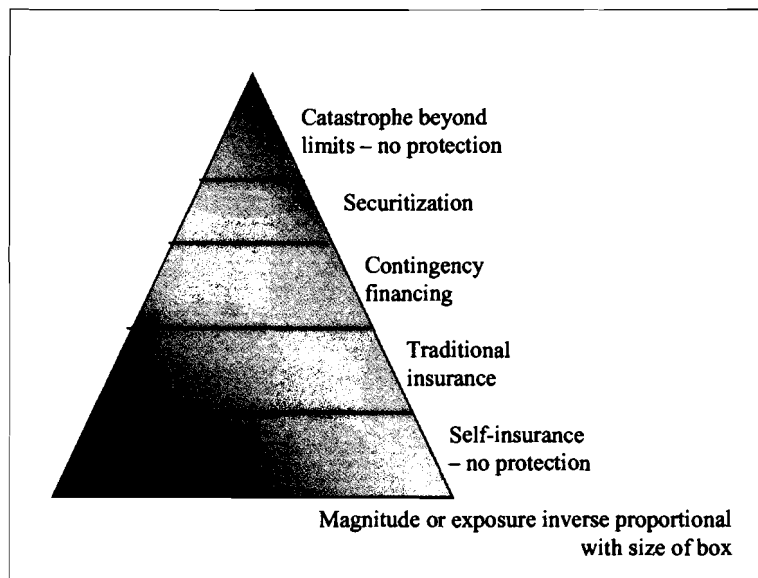 Catastrophe beyond
limits – no protection
Securitization
Contingency
financing
Traditional
insurance
Self-insurance
– no protection
Magnitude or exposure inverse proportional
with size of box